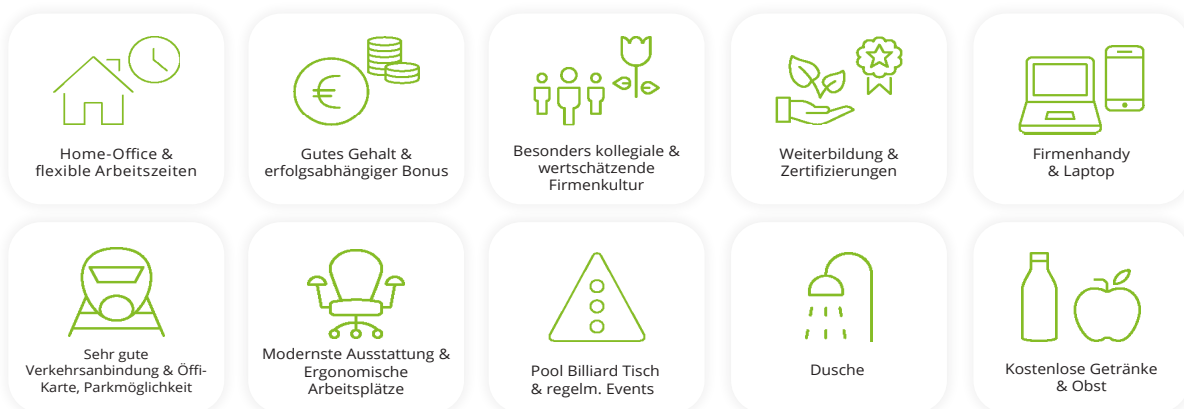 Home-Office &
flexible Arbeitszeiten
Gutes Gehalt &
erfolgsabhängiger Bonus
Besonders kollegiale &
wertschätzende
Firmenkultur
Weiterbildung &
Zertifizierungen
Firmenhandy
& Laptop
Sehr gute
Verkehrsanbindung & Öffi-
Karte, Parkmöglichkeit
Modernste Ausstattung &
Ergonomische
Arbeitsplätze
Pool Billiard Tisch
& regelm. Events
Dusche
Kostenlose Getränke
& Obst